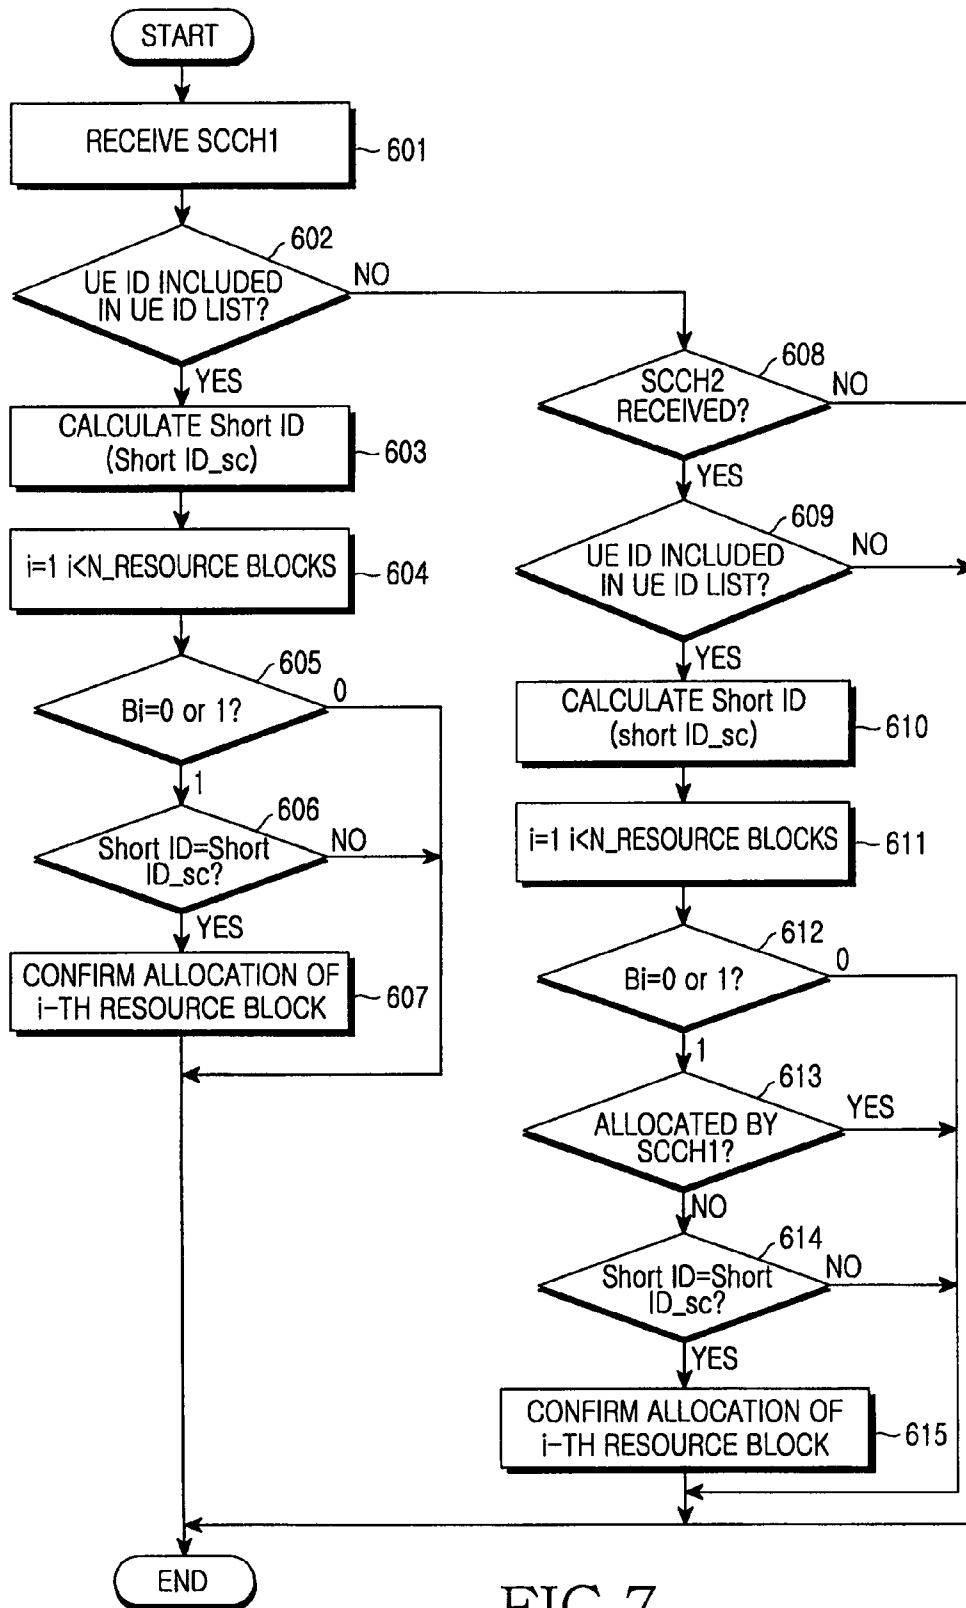 START
RECEIVE SCCH1
601
602
UE ID INCLUDED
IN UE ID LIST?
NO
YES
CALCULATE Short ID
(Short ID_sc)
603
i=1 i<N_RESOURCE BLOCKS
604
605
Bi=0 or 1?
0
1
606
Short ID=Short
ID_sc?
NO
YES
CONFIRM ALLOCATION OF
i-TH RESOURCE BLOCK
607
608
SCCH2
RECEIVED?
NO
YES
609
UE ID INCLUDED
IN UE ID LIST?
NO
YES
CALCULATE Short ID
(short ID_sc)
610
i=1 i<N_RESOURCE BLOCKS
611
612
Bi=0 or 1?
0
1
613
ALLOCATED BY
SCCH1?
YES
NO
614
Short ID=Short
ID_sc?
NO
YES
CONFIRM ALLOCATION OF
i-TH RESOURCE BLOCK
615
END
FIG.7